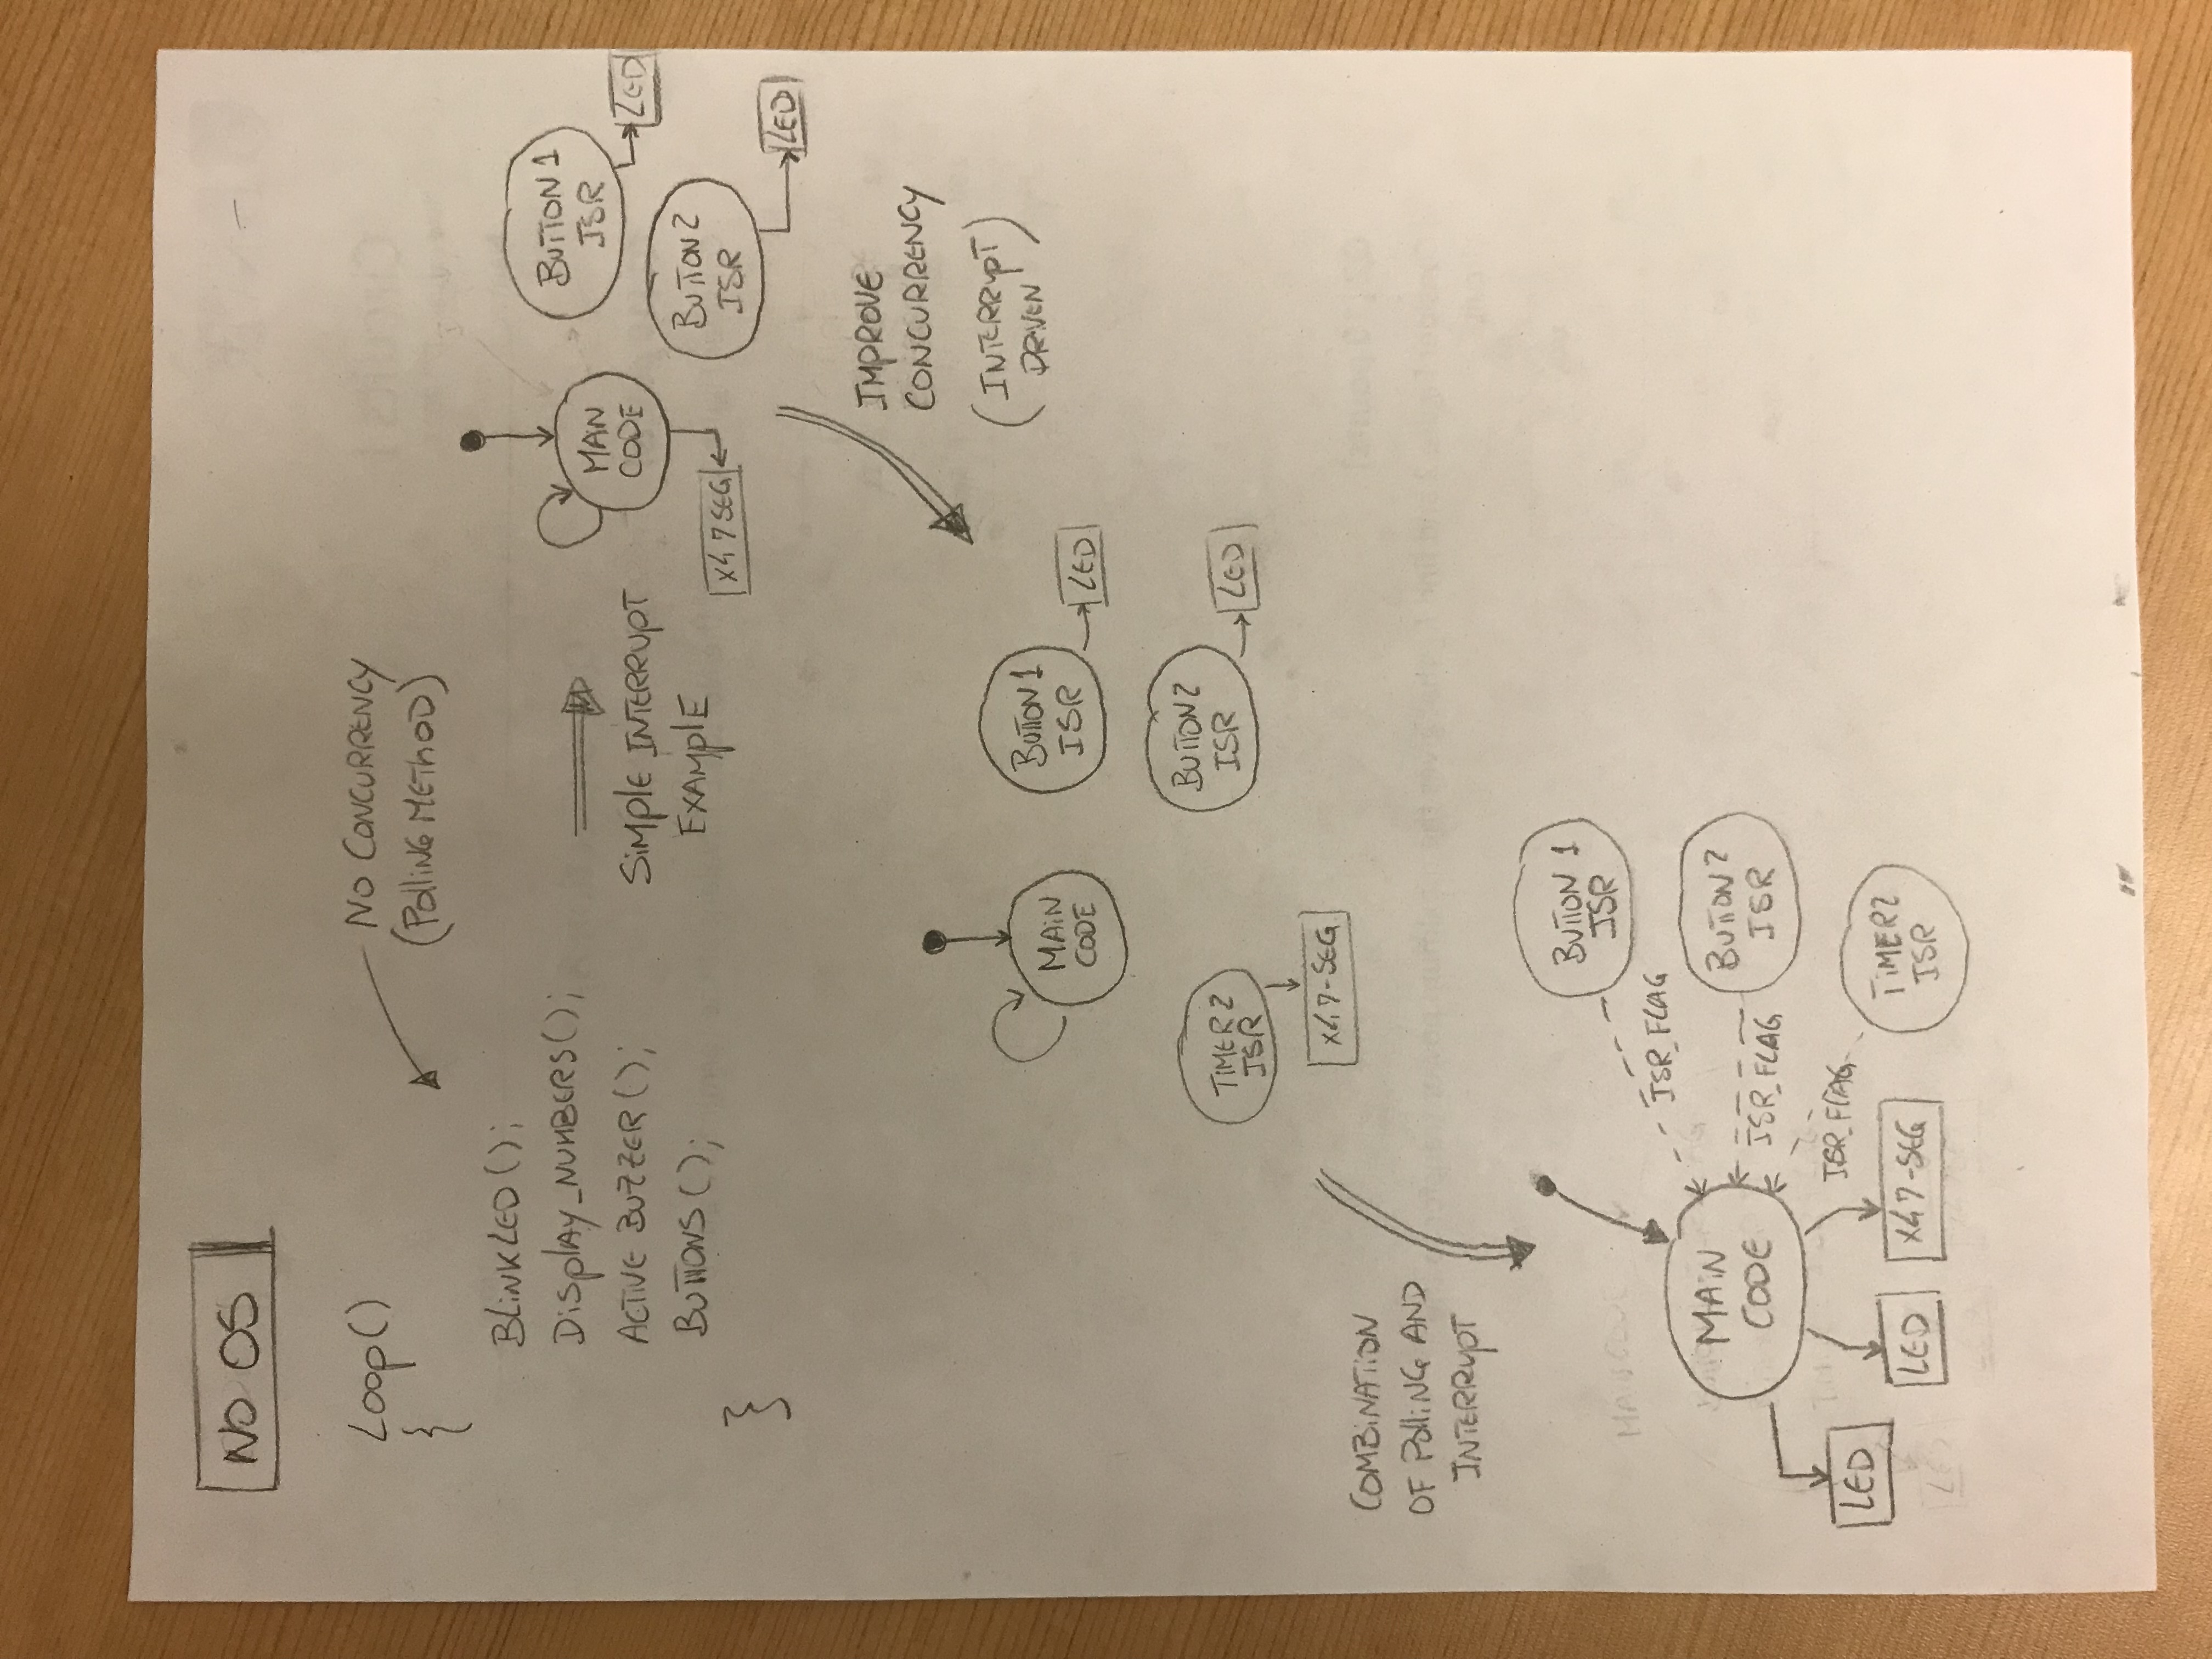 NO OS
Loop()
{
NO CONCURRENCY
(Polling METhOD)
BLINKLED();
Display_NUMBERS();
ACTIVE BUZZER();
BUTTONS();
}
SIMPlE INTERRUPT
EXAMplE
MAN
CODE
X4 7SEG
BUTTON 1
ISR
LED
BUTTON 2
ISR
LED
IMPROVE
CONCURRENCY
(INTERRUpT
DRIVEN)
MAIN
CODE
BUTTON 1
ISR
LED
BUTTON 2
ISR
LED
TIMER 2
ISR
X4 7-SEG
COMBINATION
OF Polling AND
INTERRUpT
BUTTON 1
ISR
ISR_FLAG
MAIN
CODE
BUTTON 2
ISR
ISR_FLAG
ISR_FLAG
TIMER 2
ISR
LED
LED
X4 7-SEG
MAIN CODE